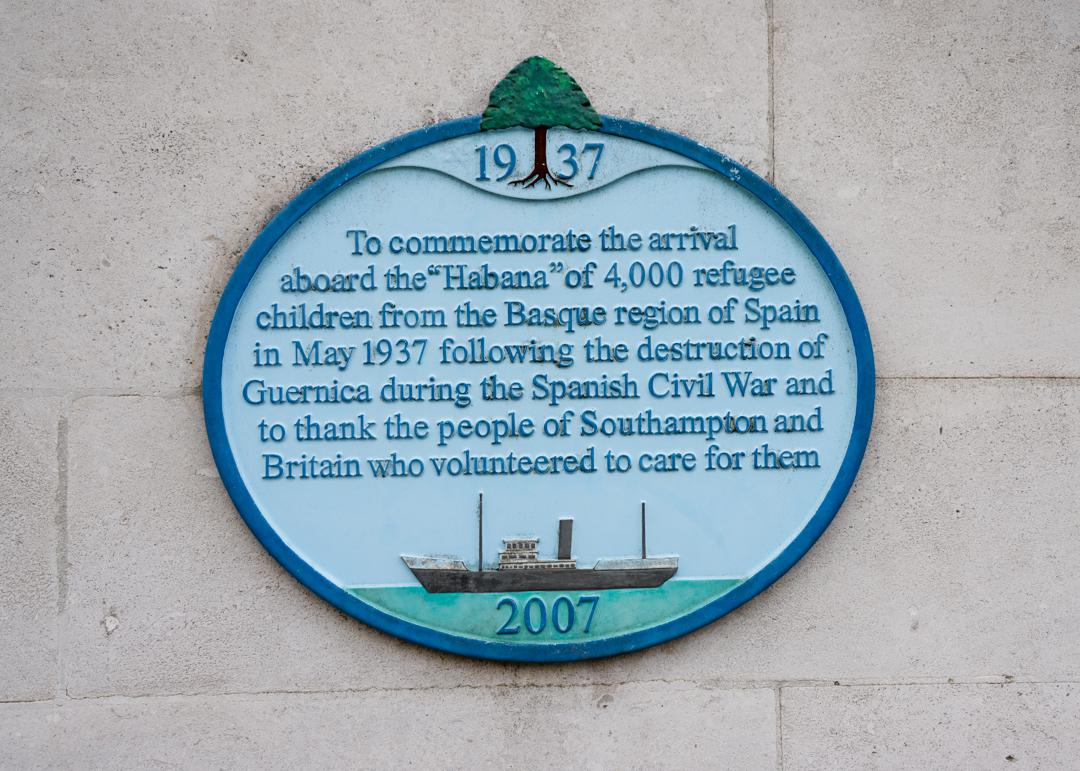 1937
To commemorate the arrival
aboard the "Habana" of 4,000 refugee
children from the Basque region of Spain
in May 1937 following the destruction of
Guernica during the Spanish Civil War and
to thank the people of Southampton and
Britain who volunteered to care for them
2007